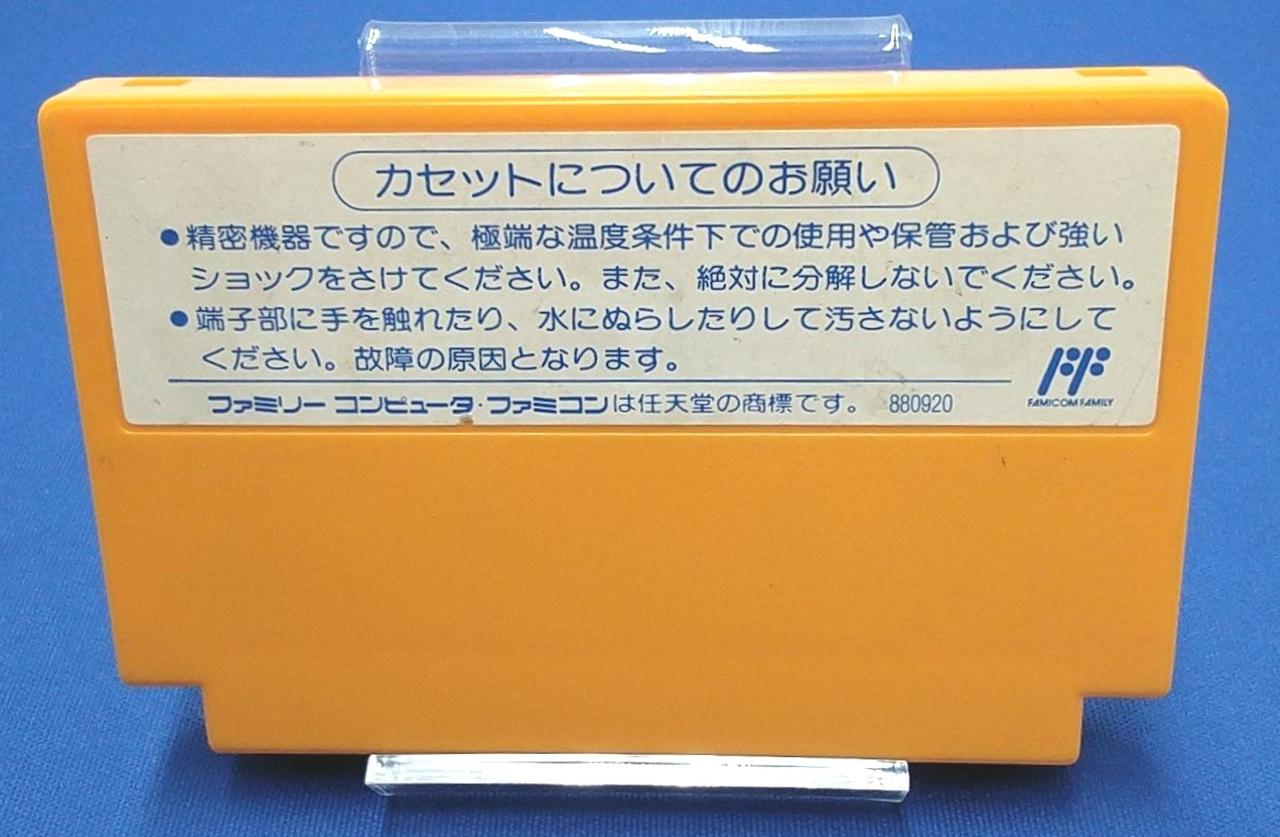 カセットについてのお願い
●精密機器ですので、極端な温度条件下での使用や保管および強い
ショックをさけてください。また、絶対に分解しないでください。
●端子部に手を触れたり、水にぬらしたりして汚さないようにして
ください。故障の原因となります。
ファミリー コンピュータ・ファミコンは任天堂の商標です。 880920
FAMICOM FAMILY